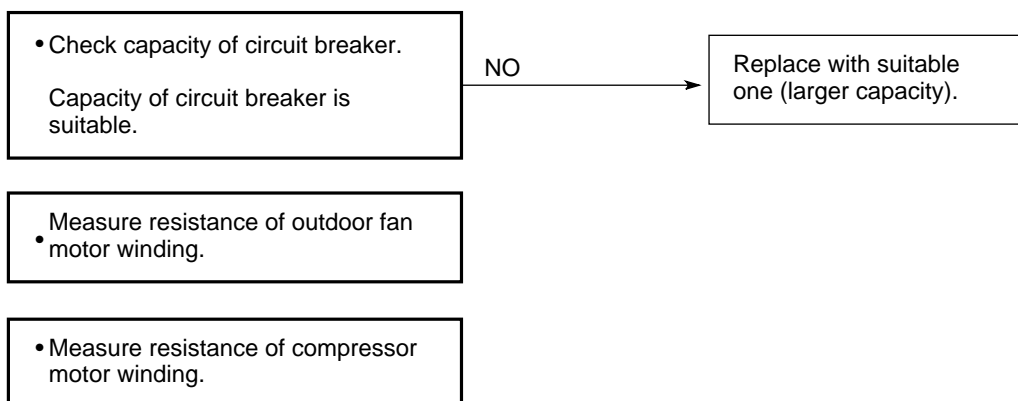 • Check capacity of circuit breaker.
Capacity of circuit breaker is
suitable.
NO
Replace with suitable
one (larger capacity).
• Measure resistance of outdoor fan
motor winding.
• Measure resistance of compressor
motor winding.